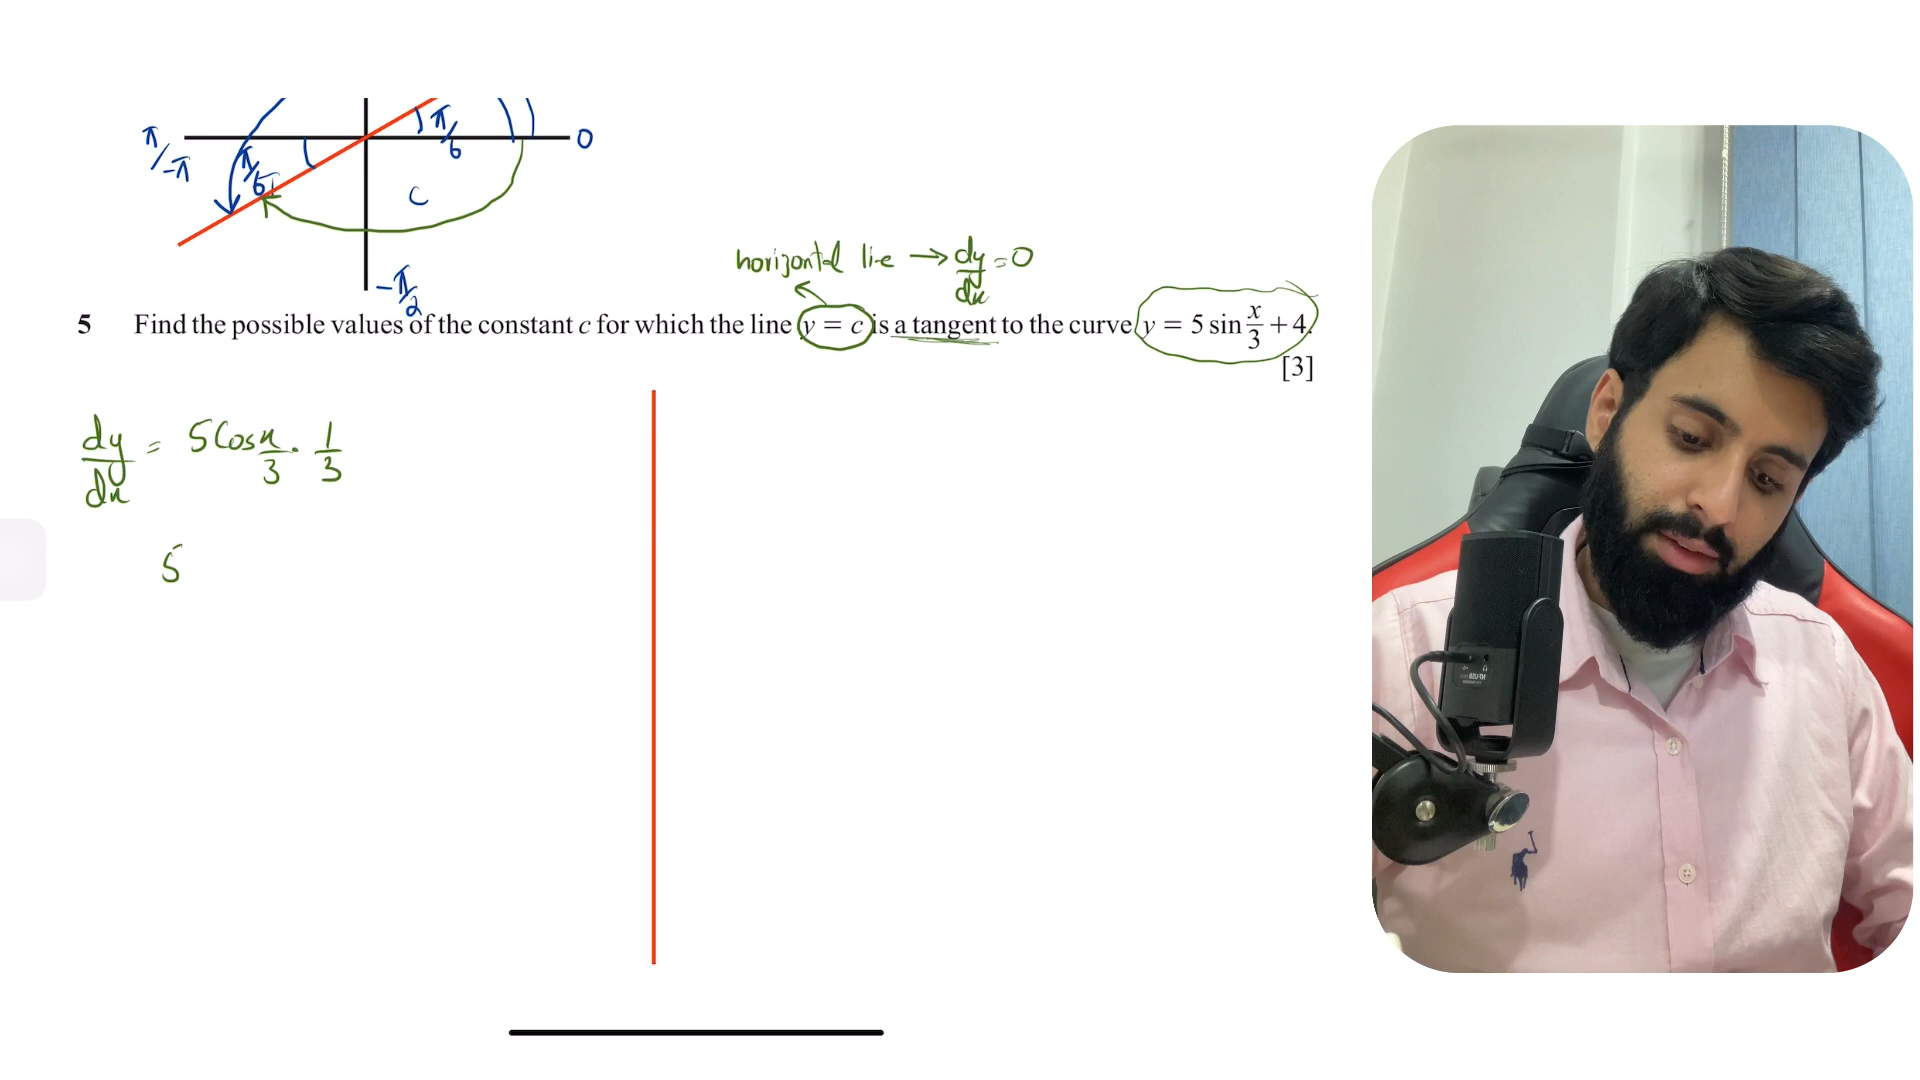 π/6
π/-π
0
π/6
C
-π/2
horizontal line → dy/dx = 0
5 Find the possible values of the constant c for which the line y = c is a tangent to the curve y = 5 sin x/3 + 4.
[3]
dy/dx = 5Cos x/3 · 1/3
5